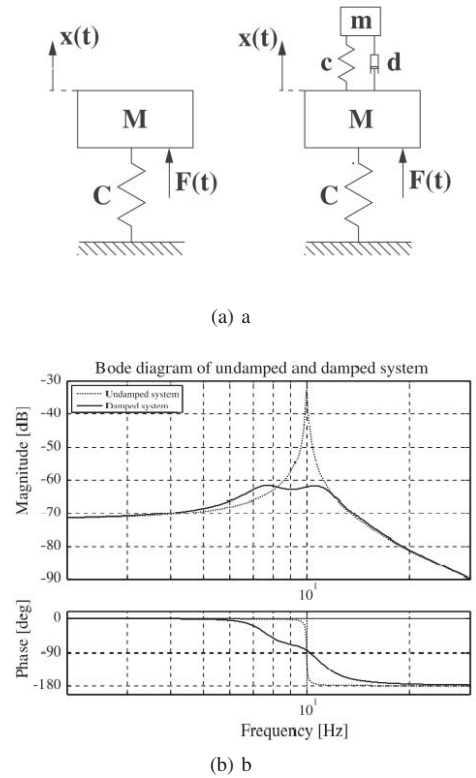 m
x(t)
x(t)
c
d
M
M
C
F(t)
C
F(t)
(a) a
Bode diagram of undamped and damped system
Undamped system
Damped system
Magnitude [dB]
-30
-40
-50
-60
-70
-80
-90
10¹
Phase [deg]
0
-90
-180
10¹
Frequency [Hz]
(b) b